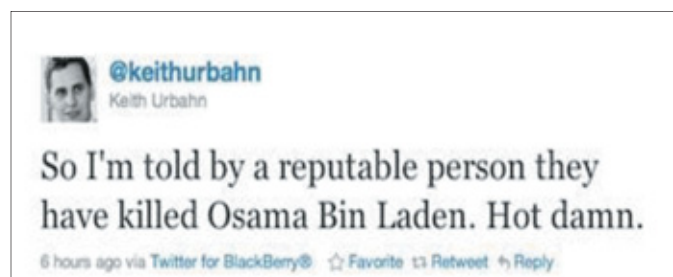 @keithurbahn
Keith Urbahn
So I'm told by a reputable person they
have killed Osama Bin Laden. Hot damn.
6 hours ago via Twitter for BlackBerry® Favorite Retweet Reply